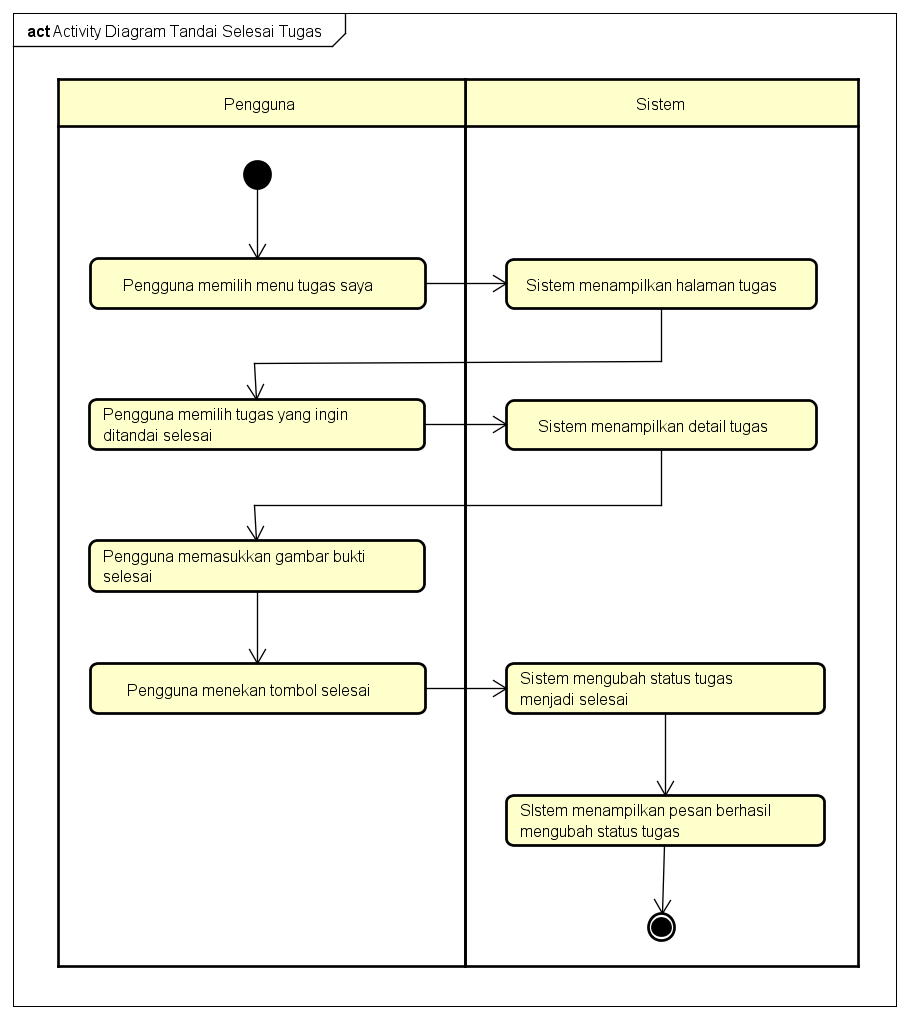 act Activity Diagram Tandai Selesai Tugas
Pengguna
Sistem
Pengguna memilih menu tugas saya
Sistem menampilkan halaman tugas
Pengguna memilih tugas yang ingin
ditandai selesai
Sistem menampilkan detail tugas
Pengguna memasukkan gambar bukti
selesai
Pengguna menekan tombol selesai
Sistem mengubah status tugas
menjadi selesai
SIstem menampilkan pesan berhasil
mengubah status tugas